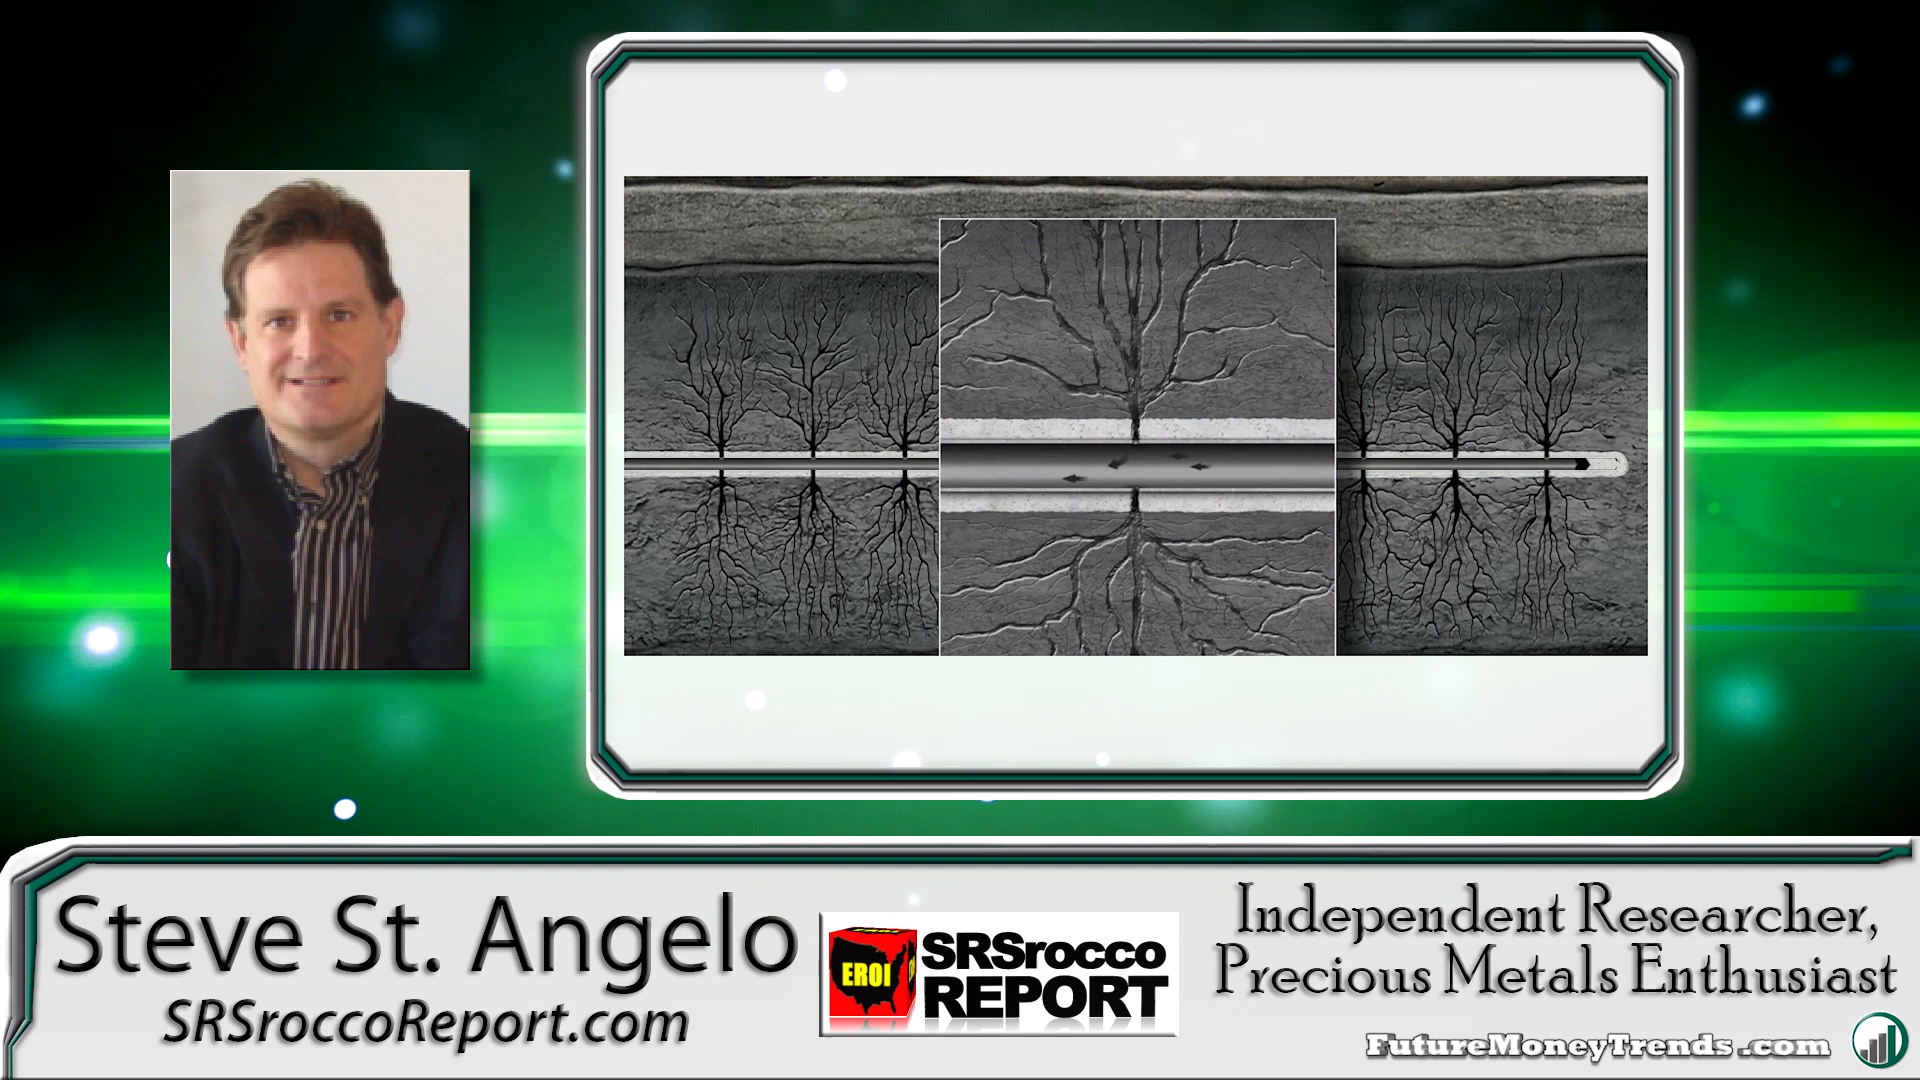 Steve St. Angelo
SRSroccoReport.com
EROI
SRSrocco
REPORT
Independent Researcher,
Precious Metals Enthusiast
FutureMoneyTrends.com